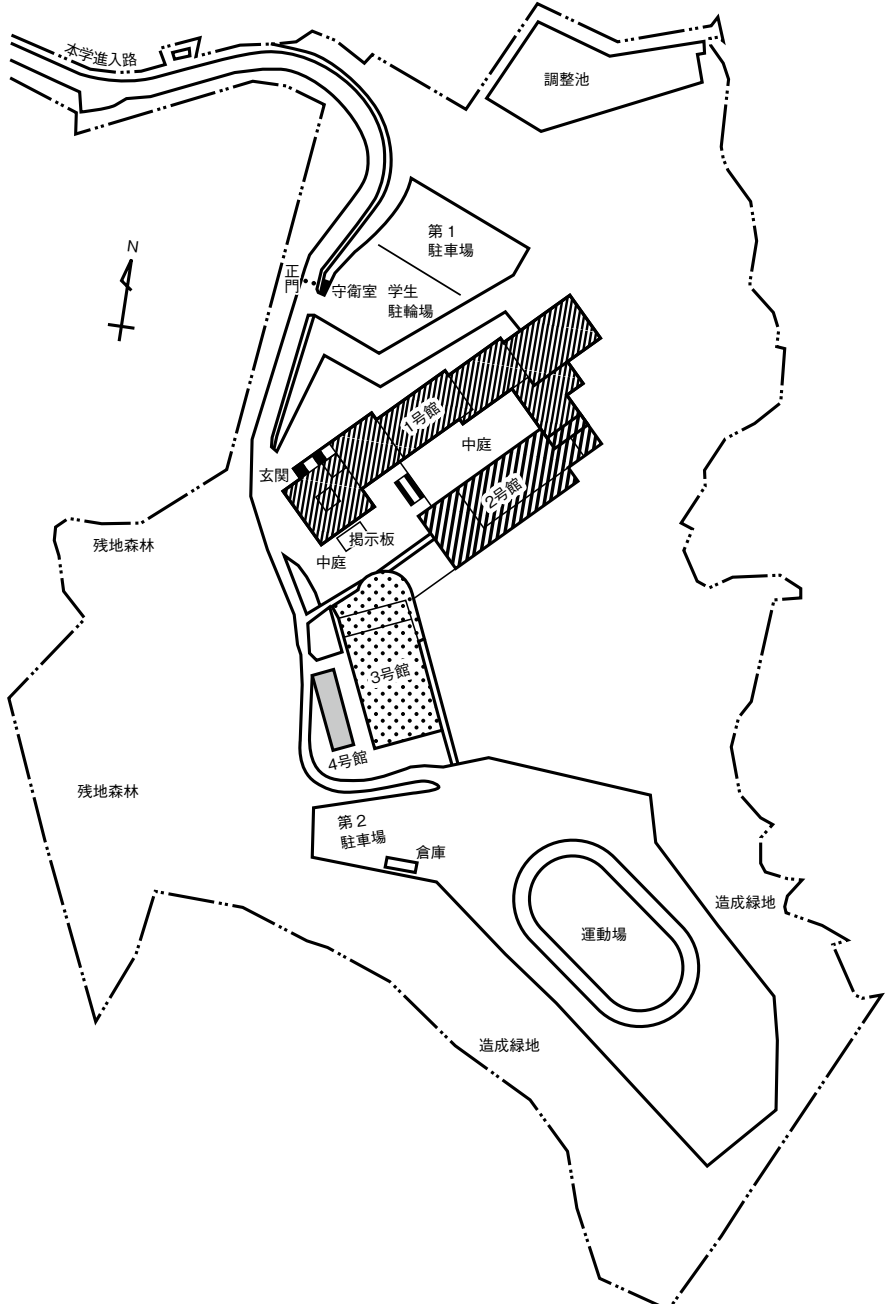 本学進入路
調整池
N
第1
駐車場
正門
守衛室
学生
駐輪場
1号館
中庭
玄関
2号館
掲示板
中庭
残地森林
3号館
4号館
残地森林
第2
駐車場
倉庫
造成緑地
運動場
造成緑地